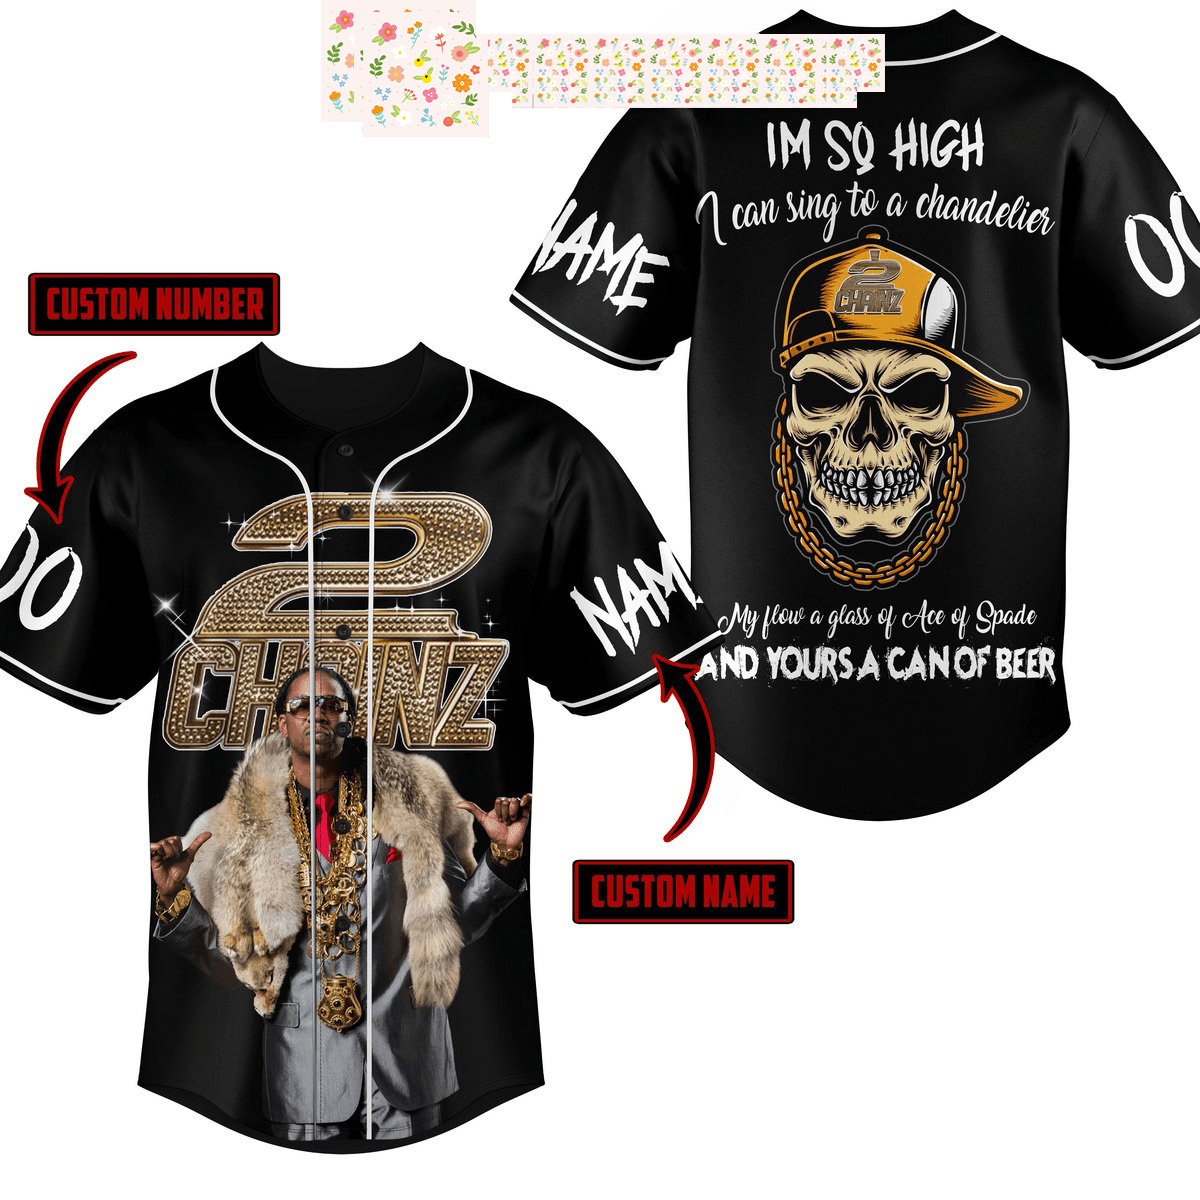 IM SO HIGH
I can sing to a chandelier
NAME
00
2
CHAINZ
My flow a glass of Ace of Spade
AND YOURS A CAN OF BEER
CUSTOM NUMBER
00
2
CHAINZ
NAME
CUSTOM NAME